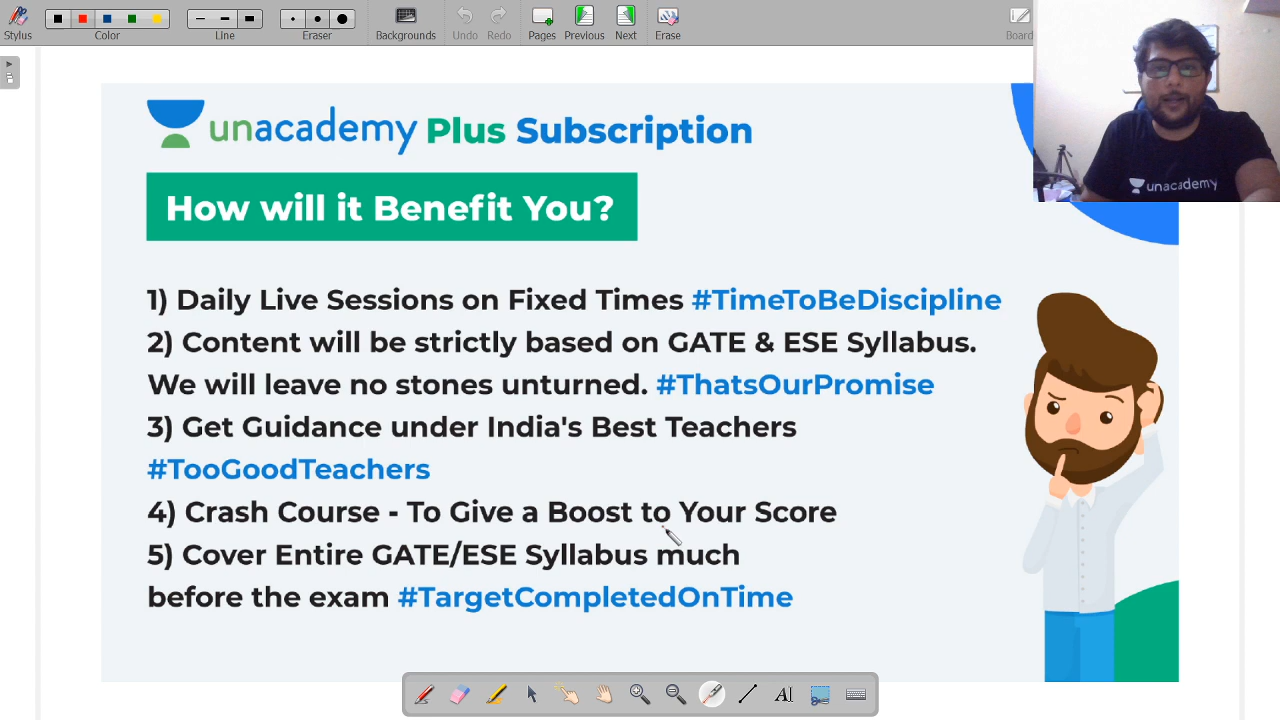 Stylus
Color
Line
Eraser
Backgrounds
Undo
Redo
Pages
Previous
Next
Erase
Board
unacademy
unacademy Plus Subscription
How will it Benefit You?
1) Daily Live Sessions on Fixed Times #TimeToBeDiscipline
2) Content will be strictly based on GATE & ESE Syllabus.
We will leave no stones unturned. #ThatsOurPromise
3) Get Guidance under India's Best Teachers
#TooGoodTeachers
4) Crash Course - To Give a Boost to Your Score
5) Cover Entire GATE/ESE Syllabus much
before the exam #TargetCompletedOnTime
AI